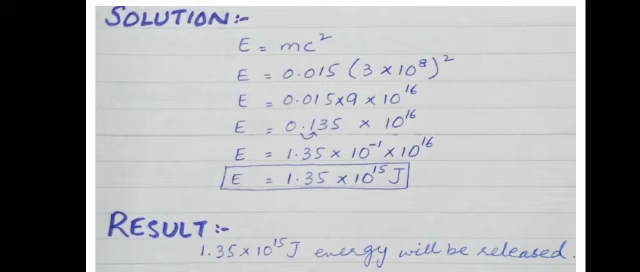 SOLUTION:-
E = mc²
E = 0.015 (3 × 10⁸)²
E = 0.015×9 × 10¹⁶
E = 0.135 × 10¹⁶
E = 1.35 × 10⁻¹ × 10¹⁶
E = 1.35 × 10¹⁵ J
RESULT:-
1.35 × 10¹⁵ J energy will be released.